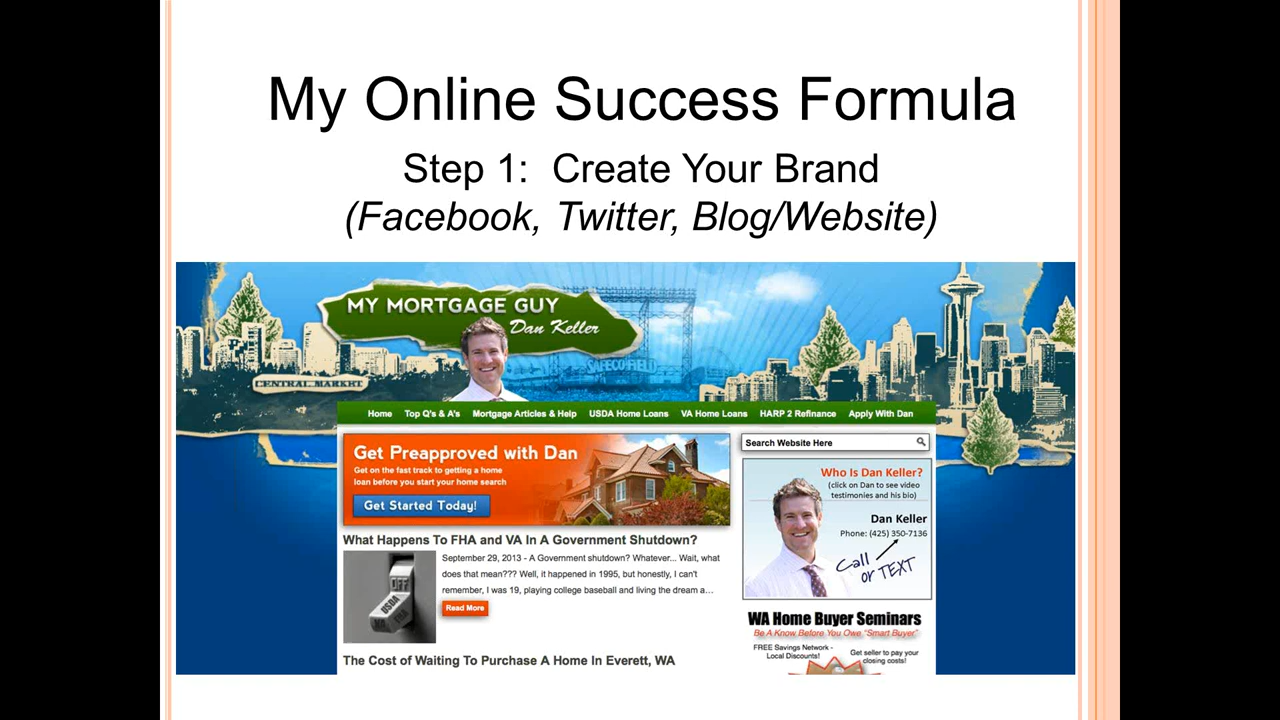 My Online Success Formula
Step 1: Create Your Brand
(Facebook, Twitter, Blog/Website)
MY MORTGAGE GUY
Dan Keller
SAFECO FIELD
CENTRAL MARKET
Home Top Q's & A's Mortgage Articles & Help USDA Home Loans VA Home Loans HARP 2 Refinance Apply With Dan
Get Preapproved with Dan
Get on the fast track to getting a home
loan before you start your home search
Get Started Today!
What Happens To FHA and VA In A Government Shutdown?
September 29, 2013 - A Government shutdown? Whatever... Wait, what
does that mean??? Well, it happened in 1995, but honestly, I can't
remember, I was 19, playing college baseball and living the dream a...
Read More
OFF
USDA
VA FHA
The Cost of Waiting To Purchase A Home In Everett, WA
Search Website Here
Who Is Dan Keller?
(click on Dan to see video
testimonies and his bio)
Dan Keller
Phone: (425) 350-7136
Call
or TEXT
WA Home Buyer Seminars
Be A Know Before You Owe "Smart Buyer"
FREE Savings Network -
Local Discounts!
Get seller to pay your
closing costs!